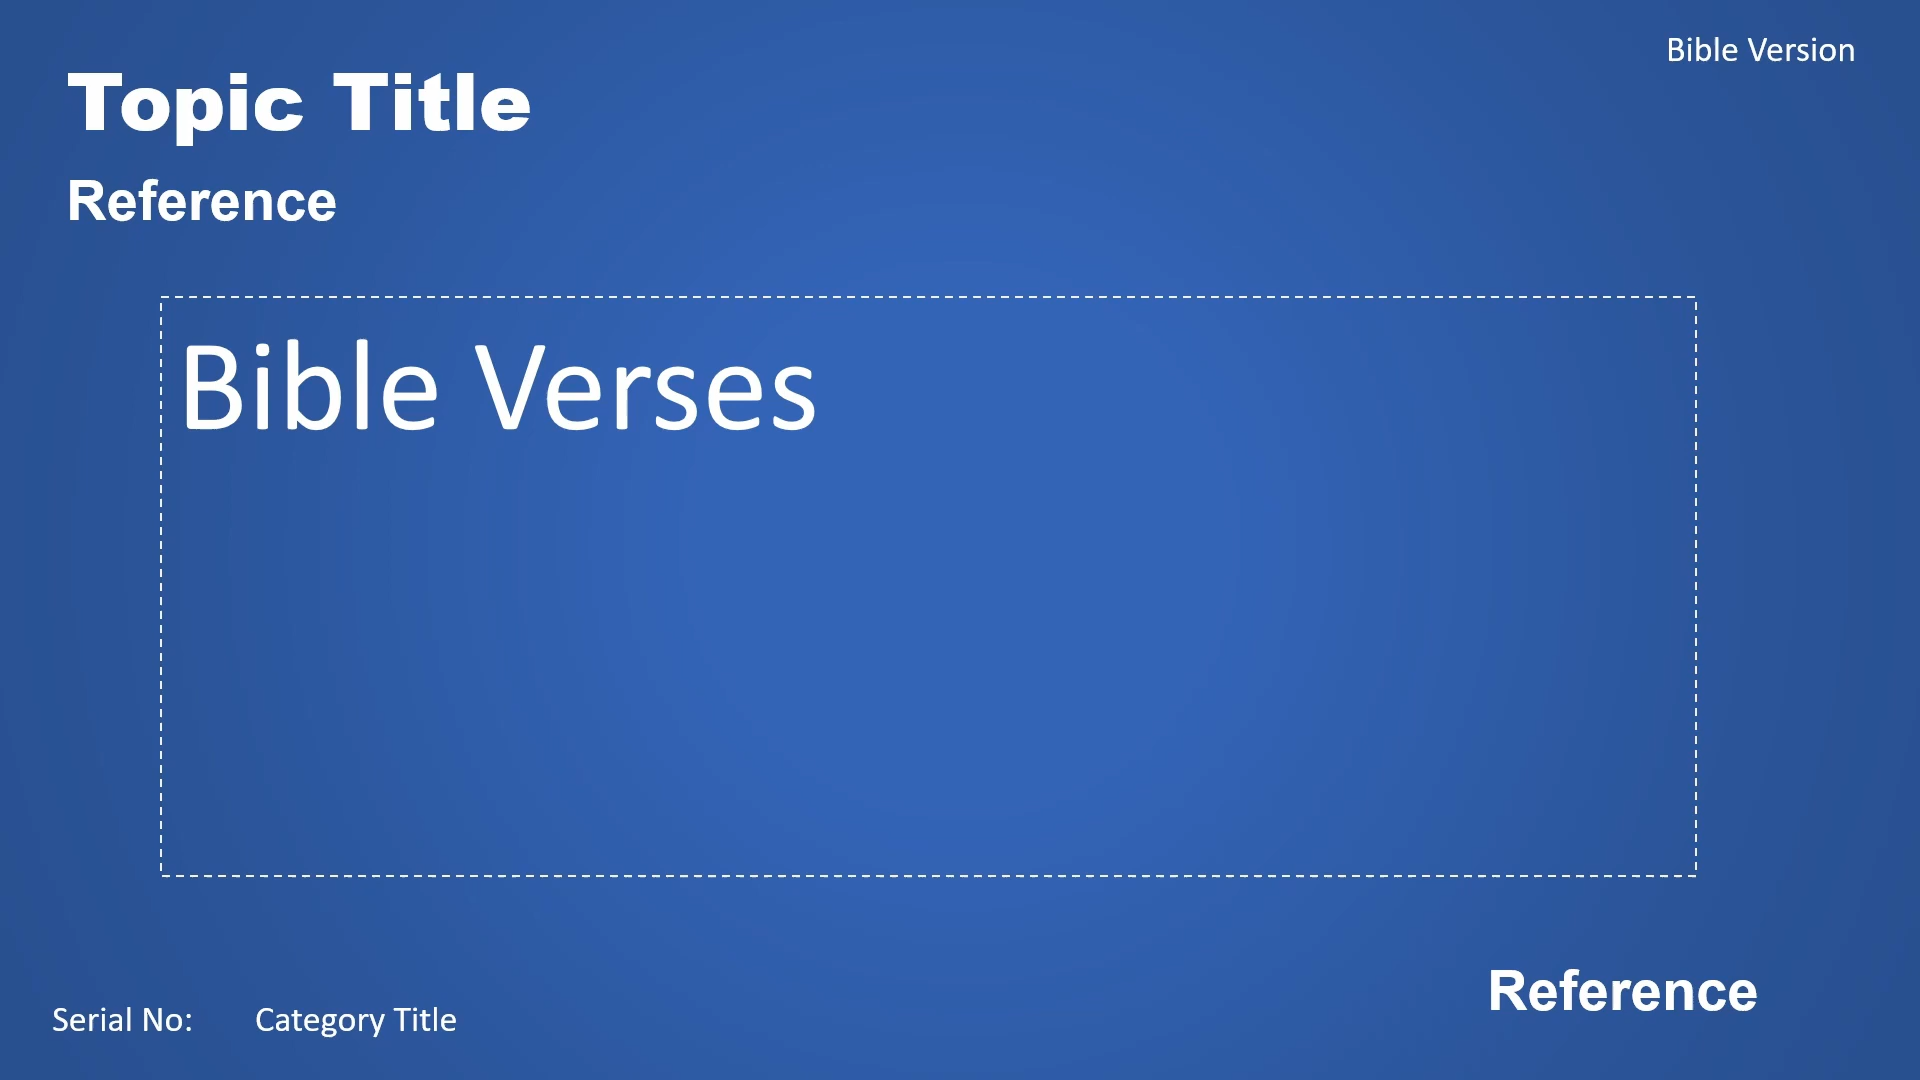 Bible Version
Topic Title
Reference
Bible Verses
Reference
Serial No: Category Title